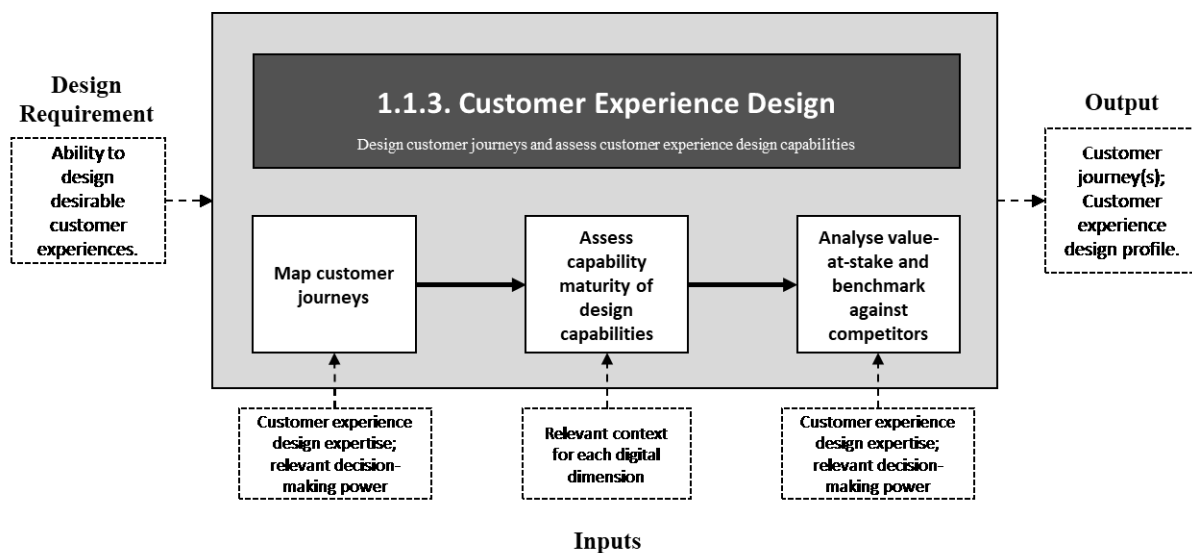 Design
Requirement
Ability to
design
desirable
customer
experiences.
1.1.3. Customer Experience Design
Design customer journeys and assess customer experience design capabilities
Map customer
journeys
Assess
capability
maturity of
design
capabilities
Analyse value-
at-stake and
benchmark
against
competitors
Output
Customer
journey(s);
Customer
experience
design profile.
Customer experience
design expertise;
relevant decision-
making power
Relevant context
for each digital
dimension
Customer experience
design expertise;
relevant decision-
making power
Inputs